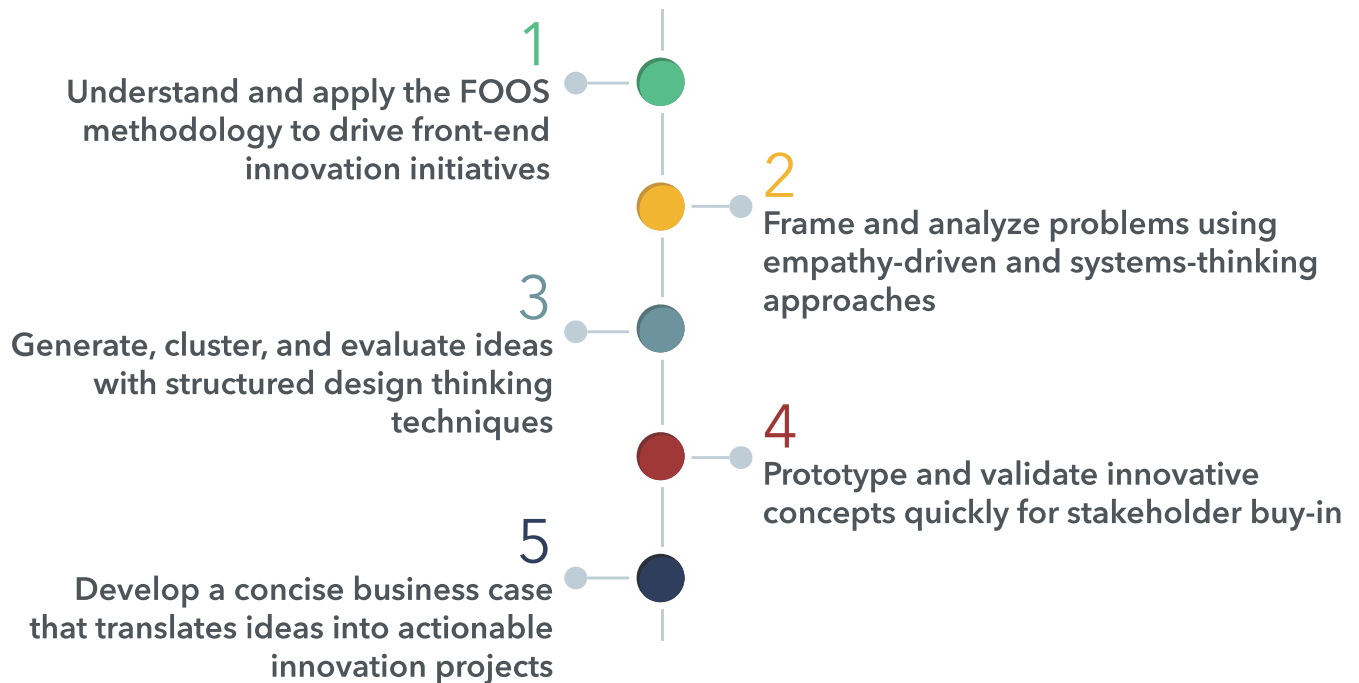 1
Understand and apply the FOOS
methodology to drive front-end
innovation initiatives
2
Frame and analyze problems using
empathy-driven and systems-thinking
approaches
3
Generate, cluster, and evaluate ideas
with structured design thinking
techniques
4
Prototype and validate innovative
concepts quickly for stakeholder buy-in
5
Develop a concise business case
that translates ideas into actionable
innovation projects